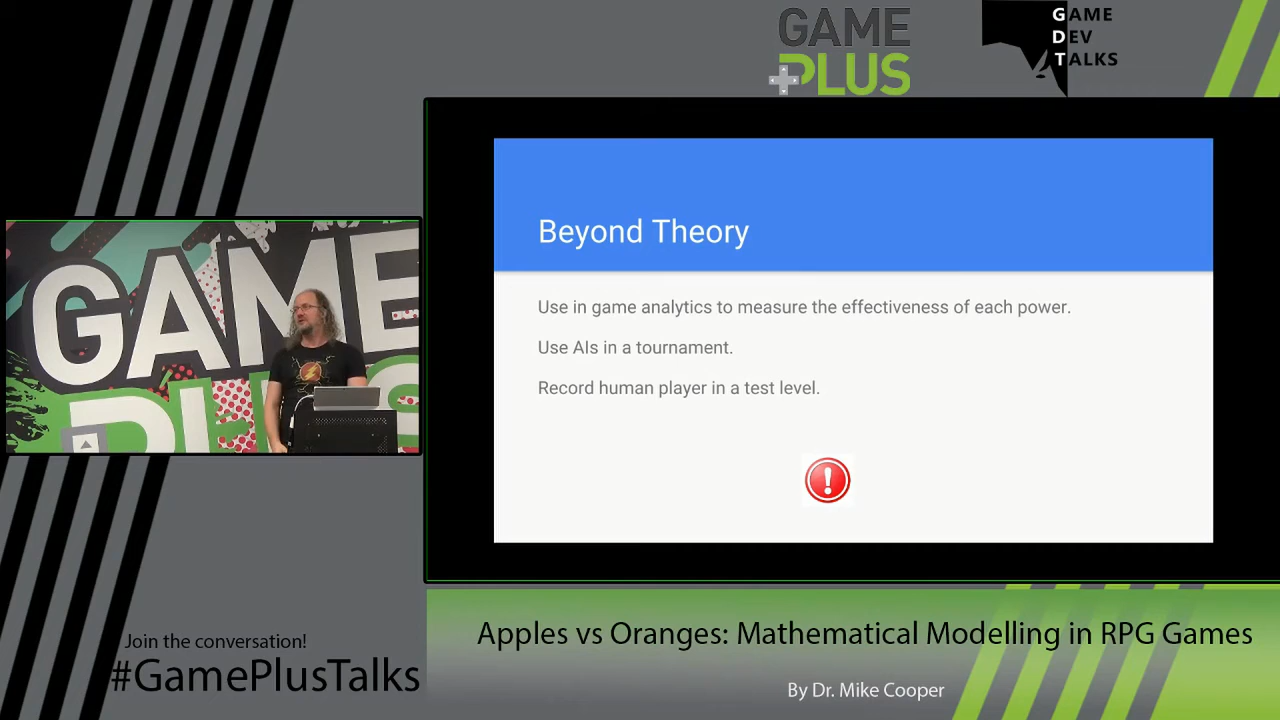 GAME
PLUS
GAME
DEV
TALKS
Beyond Theory
Use in game analytics to measure the effectiveness of each power.
Use AIs in a tournament.
Record human player in a test level.
GAME
PLUS
Join the conversation!
#GamePlusTalks
Apples vs Oranges: Mathematical Modelling in RPG Games
By Dr. Mike Cooper